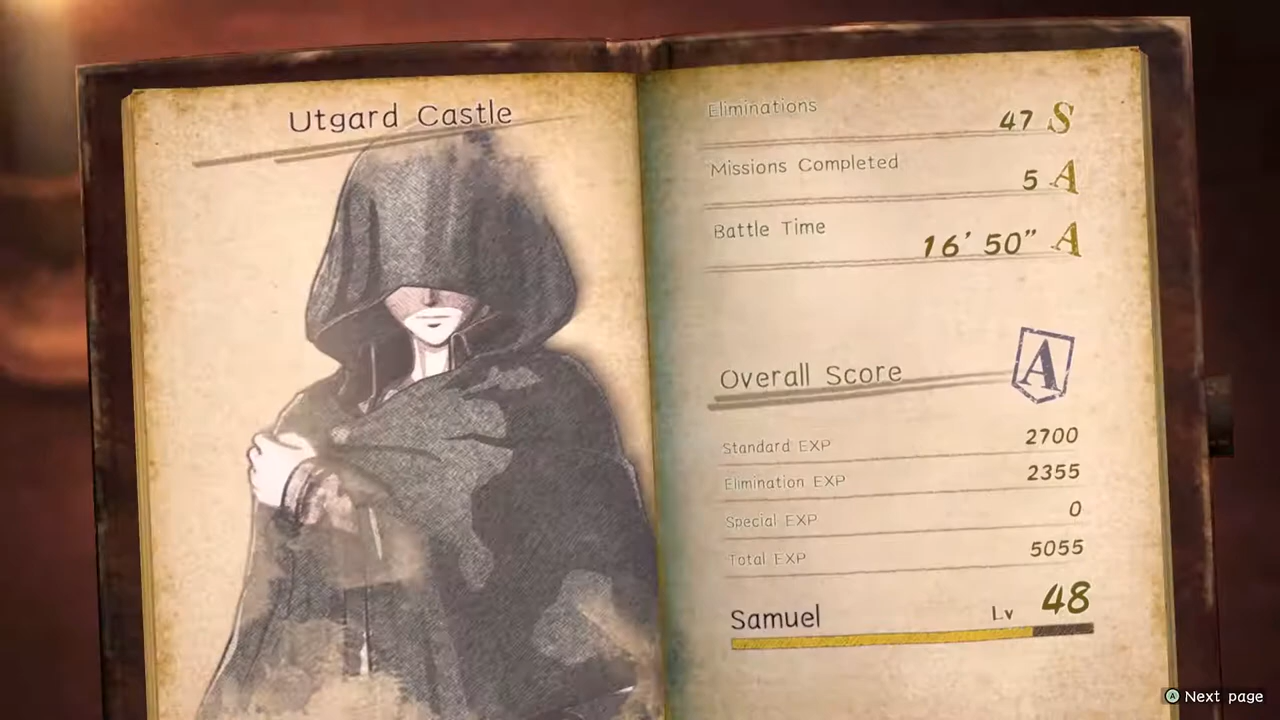 Utgard Castle
Eliminations
47 S
Missions Completed
5 A
Battle Time
16' 50" A
Overall Score
A
Standard EXP 2700
Elimination EXP 2355
Special EXP 0
Total EXP 5055
Samuel Lv 48
A Next page